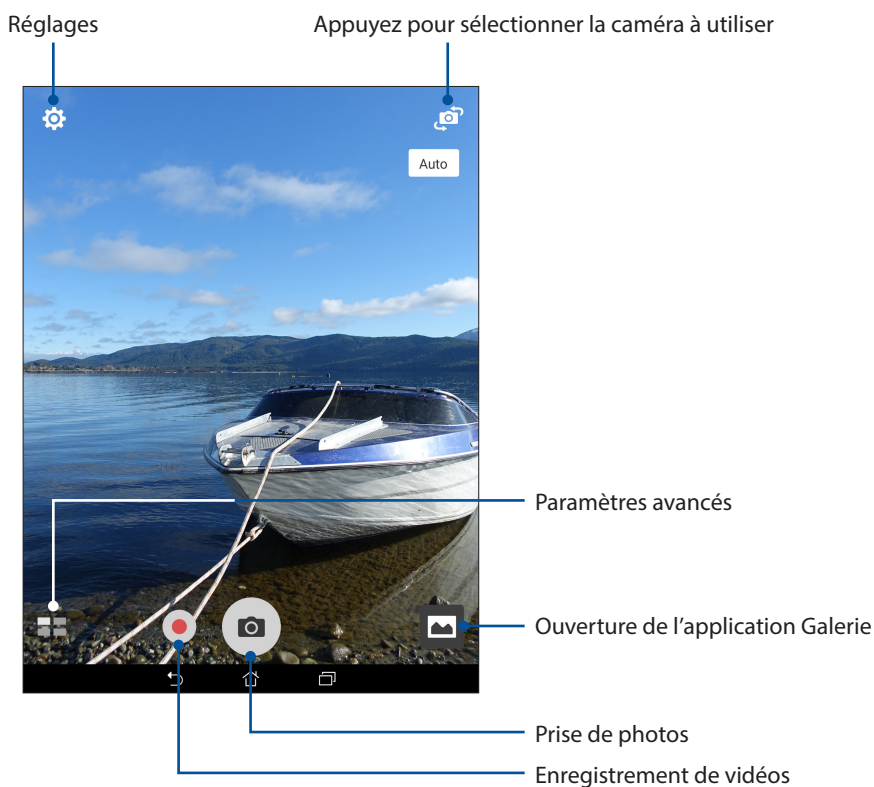 Réglages
Appuyez pour sélectionner la caméra à utiliser
Auto
Paramètres avancés
Ouverture de l’application Galerie
Prise de photos
Enregistrement de vidéos